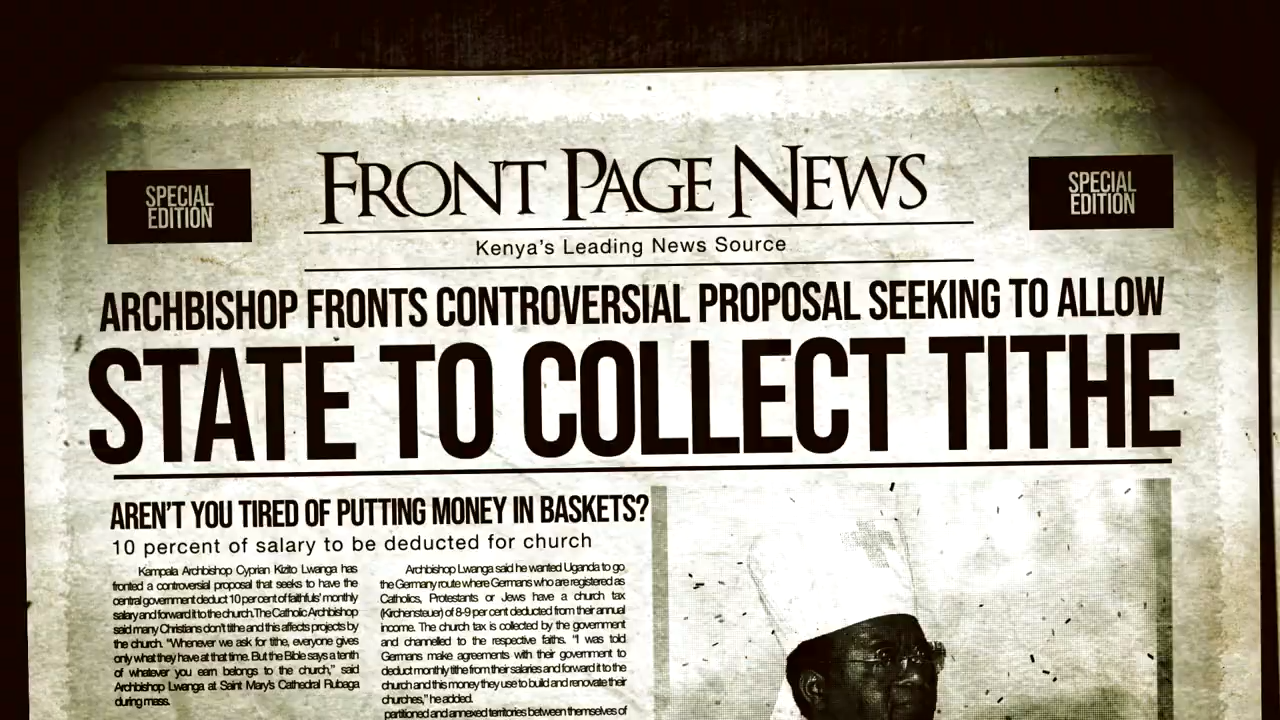 SPECIAL
EDITION
FRONT PAGE NEWS
SPECIAL
EDITION
Kenya's Leading News Source
ARCHBISHOP FRONTS CONTROVERSIAL PROPOSAL SEEKING TO ALLOW
STATE TO COLLECT TITHE
AREN'T YOU TIRED OF PUTTING MONEY IN BASKETS?
10 percent of salary to be deducted for church
Kampala Archbishop Cyprian Kizito Lwanga has
fronted a controversial proposal that seeks to have the
central government deduct 10 per cent of faithfuls' monthly
salary and forward it to the church. The Catholic Archbishop
said many Christians don't tithe and this affects projects by
the church. "Whenever we ask for tithe, everyone gives
only what they have at that time. But the Bible says a tenth
of whatever you earn belongs to the church," said
Archbishop Lwanga at Saint Mary's Cathedral Rubaga
during mass.
Archbishop Lwanga said he wanted Uganda to go
the Germany route where Germans who are registered as
Catholics, Protestants or Jews have a church tax
(Kirchensteuer) of 8-9 per cent deducted from their annual
income. The church tax is collected by the government
and channelled to the respective faiths. "I was told
Germans make agreements with their government to
deduct monthly tithe from their salaries and forward it to the
church and this money they use to build and renovate their
churches," he added.
partitioned and annexed territories between themselves of